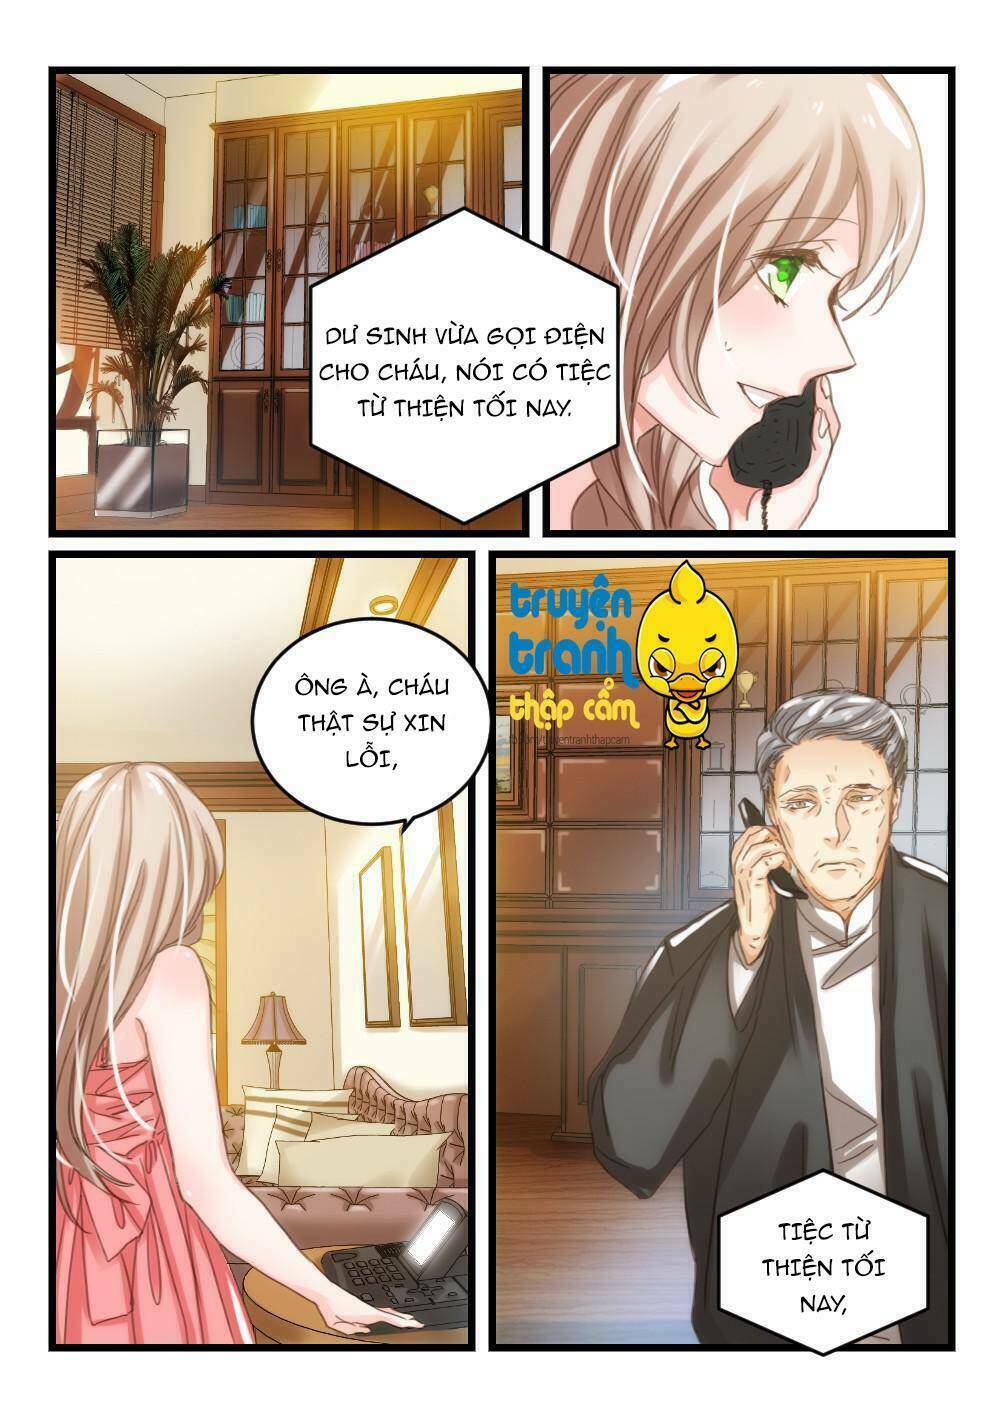 DƯ SINH VỪA GỌI ĐIỆN
CHO CHÁU, NÓI CÓ TIỆC
TỪ THIỆN TỐI NAY.
ÔNG À, CHÁU
THẬT SỰ XIN
LỖI,
truyện
tranh
thập cẩm
TIỆC TỪ
THIỆN TỐI
NAY,